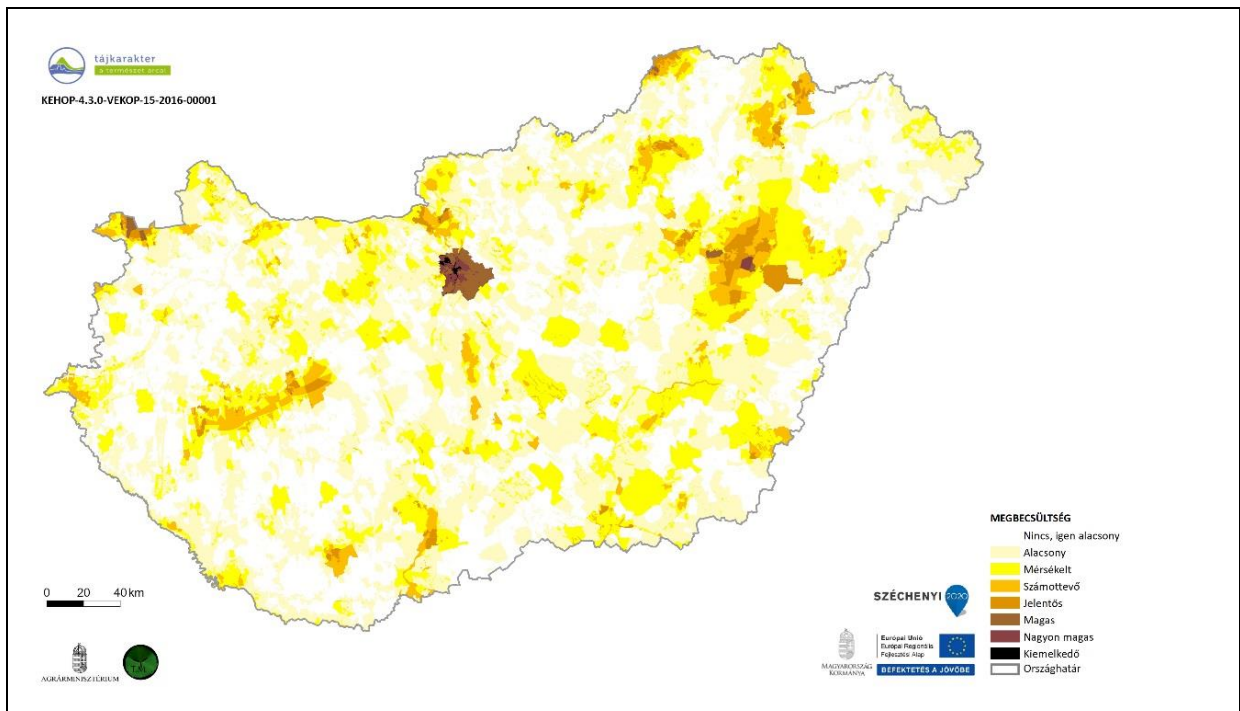 tájkarakter
a természet arcai
KEHOP-4.3.0-VEKOP-15-2016-00001
MEGBECSÜLTSÉG
Nincs, igen alacsony
Alacsony
Mérsékelt
Számottevő
Jelentős
Magas
Nagyon magas
Kiemelkedő
Országhatár
0 20 40 km
SZÉCHENYI 2020
AGRÁRMINISZTÉRIUM
MAGYARORSZÁG
KORMÁNYA
Európai Unió
Európai Regionális
Fejlesztési Alap
BEFEKTETÉS A JÖVŐBE